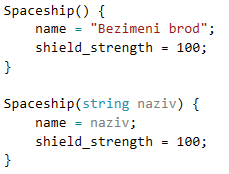 Spaceship() {
    name = "Bezimeni brod";
    shield_strength = 100;
}

Spaceship(string naziv) {
    name = naziv;
    shield_strength = 100;
}